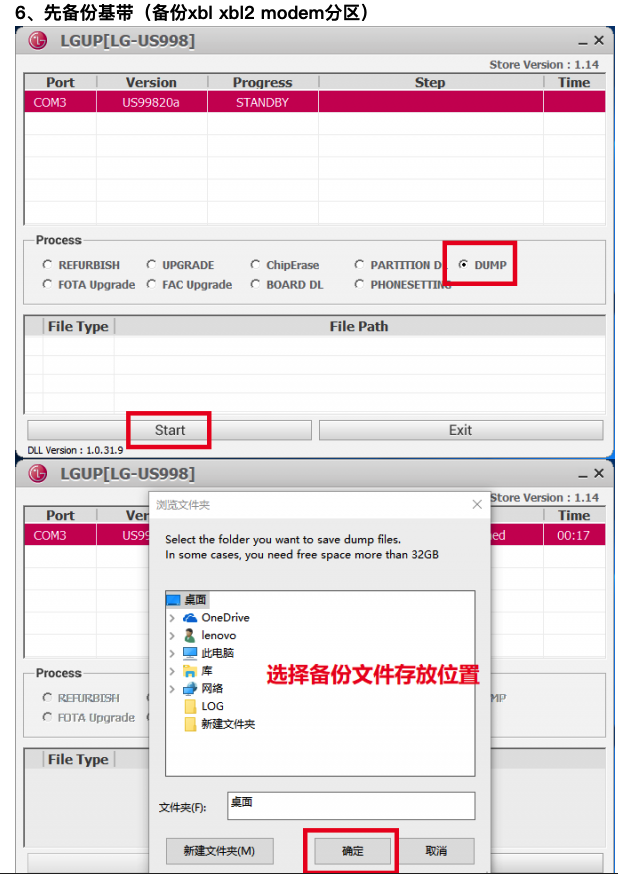 6、先备份基带（备份xbl xbl2 modem分区）
LGUP[LG-US998]
Store Version : 1.14
Port Version Progress Step Time
COM3 US99820a STANDBY
Process
REFURBISH UPGRADE ChipErase PARTITION D DUMP
FOTA Upgrade FAC Upgrade BOARD DL PHONESETTING
File Type File Path
Start Exit
DLL Version : 1.0.31.9
LGUP[LG-US998]
浏览文件夹
Store Version : 1.14
Port Ver Time
Select the folder you want to save dump files.
COM3 US99 ed 00:17
In some cases, you need free space more than 32GB
桌面
OneDrive
lenovo
此电脑
库
选择备份文件存放位置
Process
网络
REFURBISH MP
LOG
FOTA Upgrade
新建文件夹
File Type
文件夹(F): 桌面
新建文件夹(M) 确定 取消